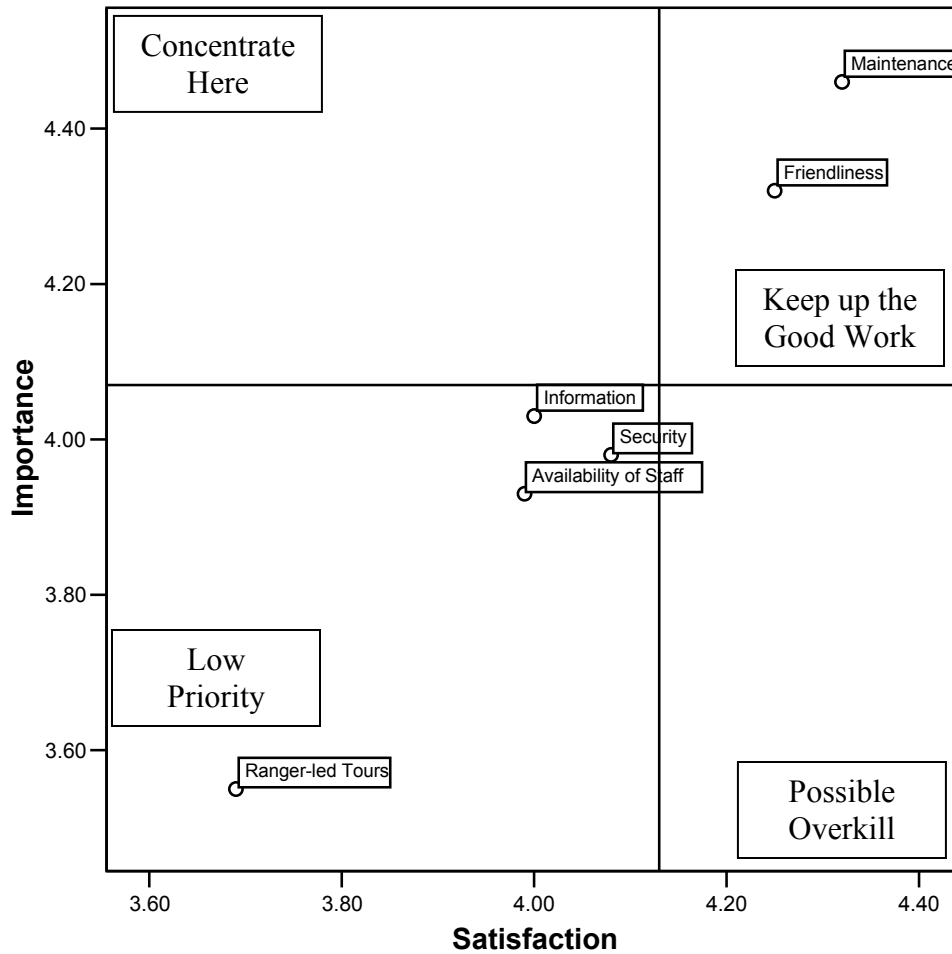 Concentrate
Here
Maintenance
4.40
Friendliness
4.20
Keep up the
Good Work
Importance
Information
4.00
Security
Availability of Staff
3.80
Low
Priority
3.60
Ranger-led Tours
Possible
Overkill
3.60 3.80 4.00 4.20 4.40
Satisfaction